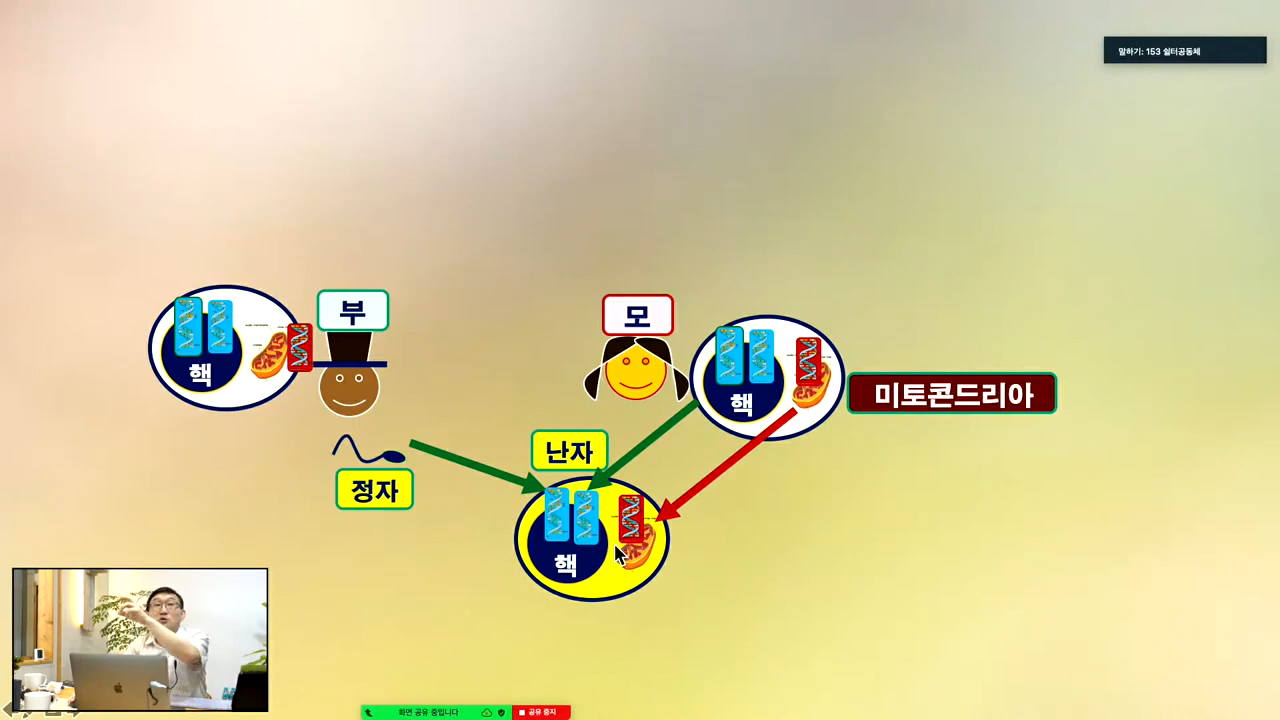 말하기: 153 쉴터공동체
부
모
핵
핵
미토콘드리아
난자
정자
핵
화면 공유 중입니다
공유 중지